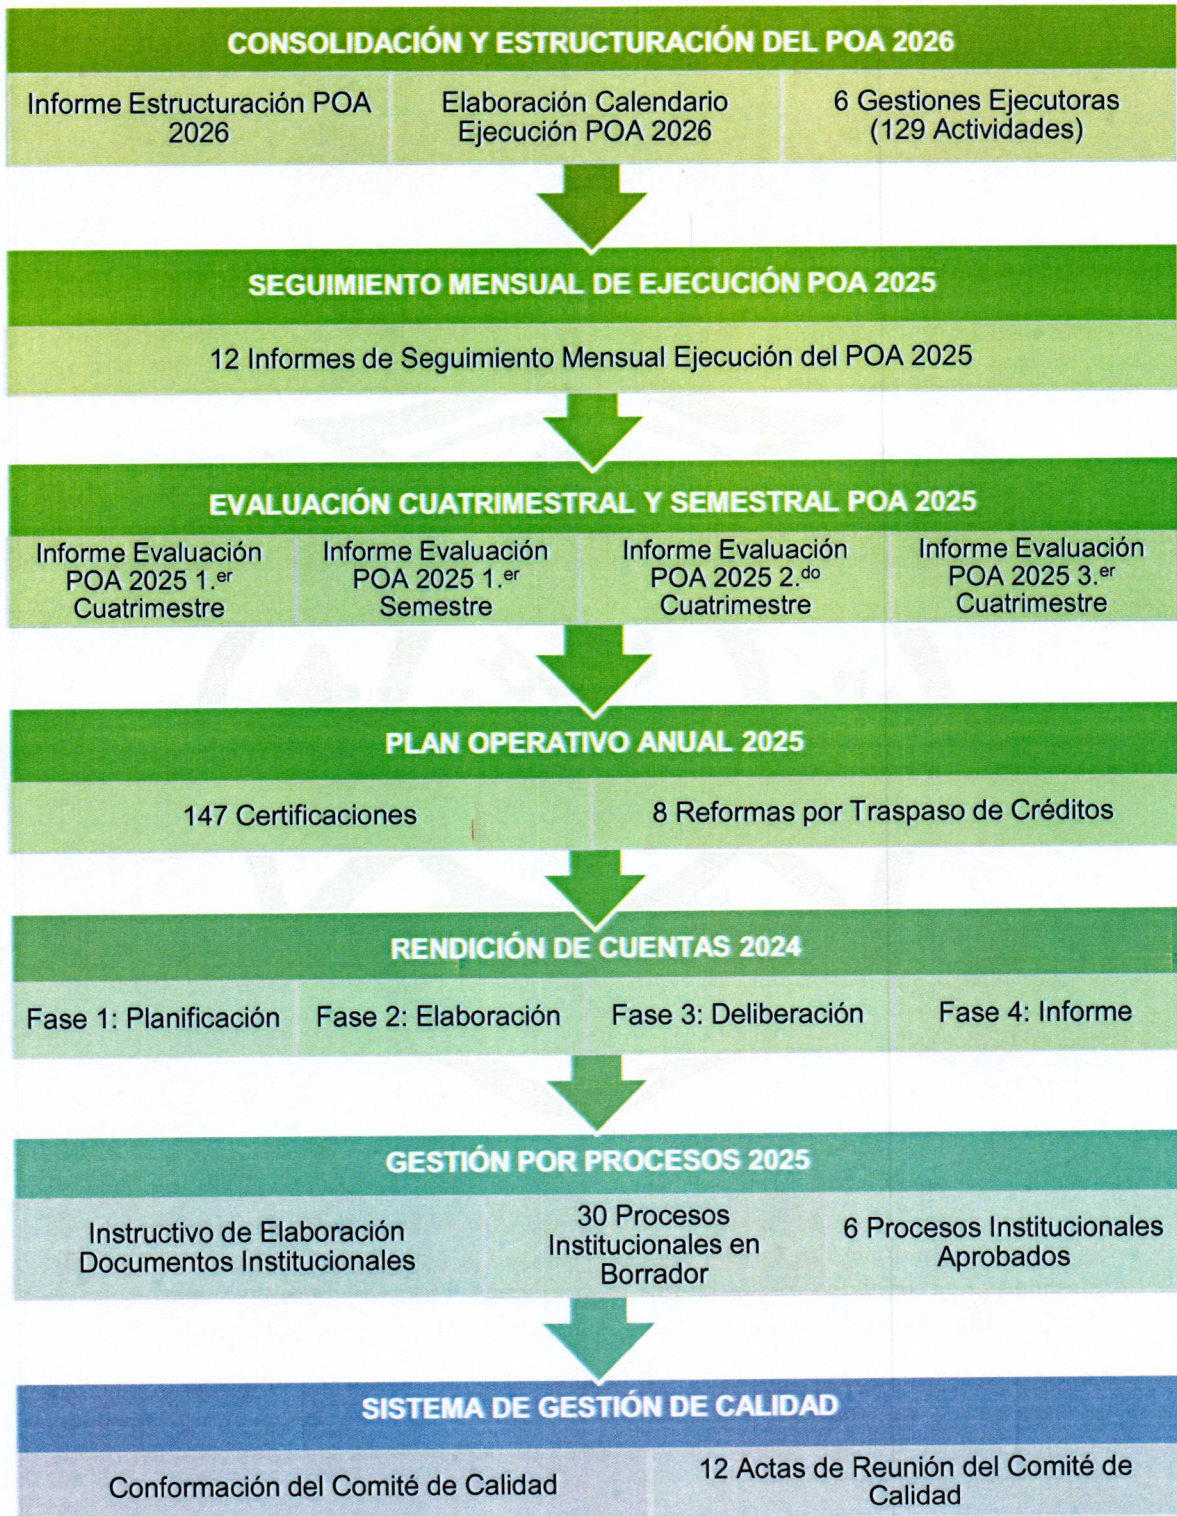 CONSOLIDACIÓN Y ESTRUCTURACIÓN DEL POA 2026
Informe Estructuración POA
2026
Elaboración Calendario
Ejecución POA 2026
6 Gestiones Ejecutoras
(129 Actividades)
SEGUIMIENTO MENSUAL DE EJECUCIÓN POA 2025
12 Informes de Seguimiento Mensual Ejecución del POA 2025
EVALUACIÓN CUATRIMESTRAL Y SEMESTRAL POA 2025
Informe Evaluación
POA 2025 1.er
Cuatrimestre
Informe Evaluación
POA 2025 1.er
Semestre
Informe Evaluación
POA 2025 2.do
Cuatrimestre
Informe Evaluación
POA 2025 3.er
Cuatrimestre
PLAN OPERATIVO ANUAL 2025
147 Certificaciones
8 Reformas por Traspaso de Créditos
RENDICIÓN DE CUENTAS 2024
Fase 1: Planificación
Fase 2: Elaboración
Fase 3: Deliberación
Fase 4: Informe
GESTIÓN POR PROCESOS 2025
Instructivo de Elaboración
Documentos Institucionales
30 Procesos
Institucionales en
Borrador
6 Procesos Institucionales
Aprobados
SISTEMA DE GESTIÓN DE CALIDAD
Conformación del Comité de Calidad
12 Actas de Reunión del Comité de
Calidad